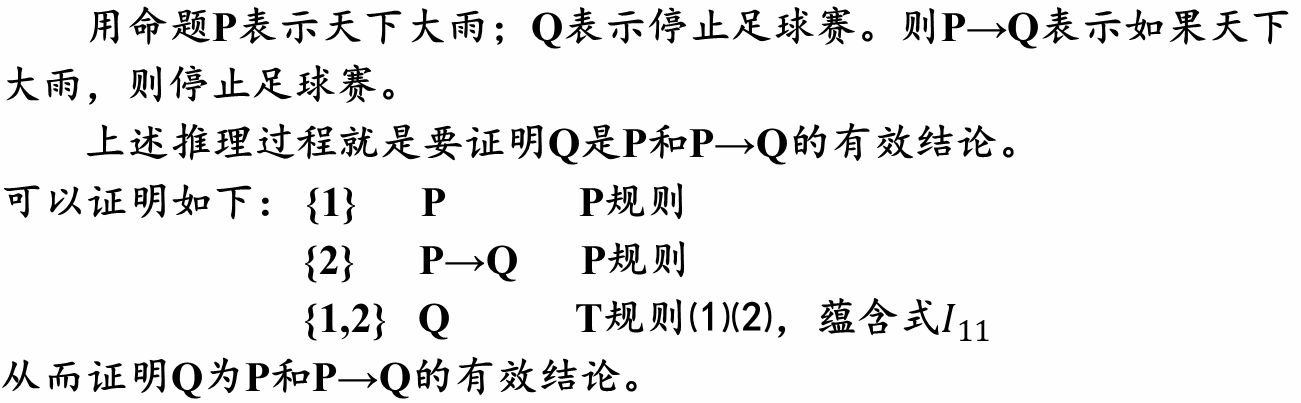 用命题P表示天下大雨；Q表示停止足球赛。则P→Q表示如果天下
大雨，则停止足球赛。
上述推理过程就是要证明Q是P和P→Q的有效结论。
可以证明如下：{1} P P规则
{2} P→Q P规则
{1,2} Q T规则(1)(2)，蕴含式I₁₁
从而证明Q为P和P→Q的有效结论。